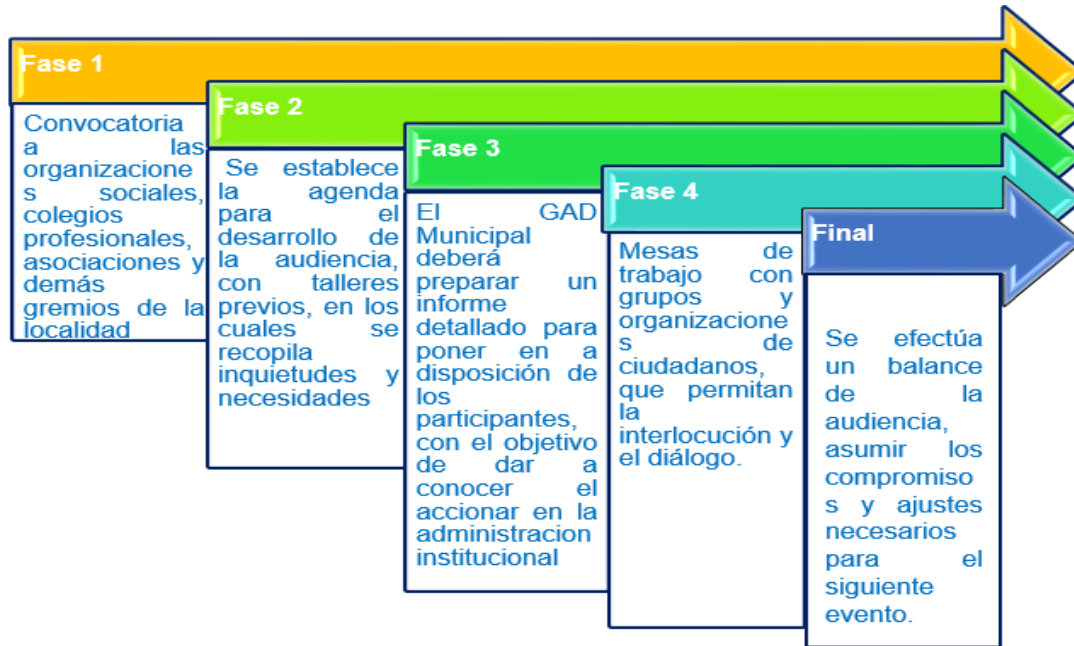 Fase 1
Convocatoria
a las
organizacione
s sociales,
colegios
profesionales,
asociaciones y
demás
gremios de la
localidad
Fase 2
Se establece
la agenda
para el
desarrollo de
la audiencia,
con talleres
previos, en los
cuales se
recopila
inquietudes y
necesidades
Fase 3
El GAD
Municipal
deberá
preparar un
informe
detallado para
poner en a
disposición de
los
participantes,
con el objetivo
de dar a
conocer el
accionar en la
administracion
institucional
Fase 4
Mesas de
trabajo con
grupos y
organizacione
s de
ciudadanos,
que permitan
la
interlocución y
el diálogo.
Final
Se efectúa
un balance
de la
audiencia,
asumir los
compromiso
s y ajustes
necesarios
para el
siguiente
evento.